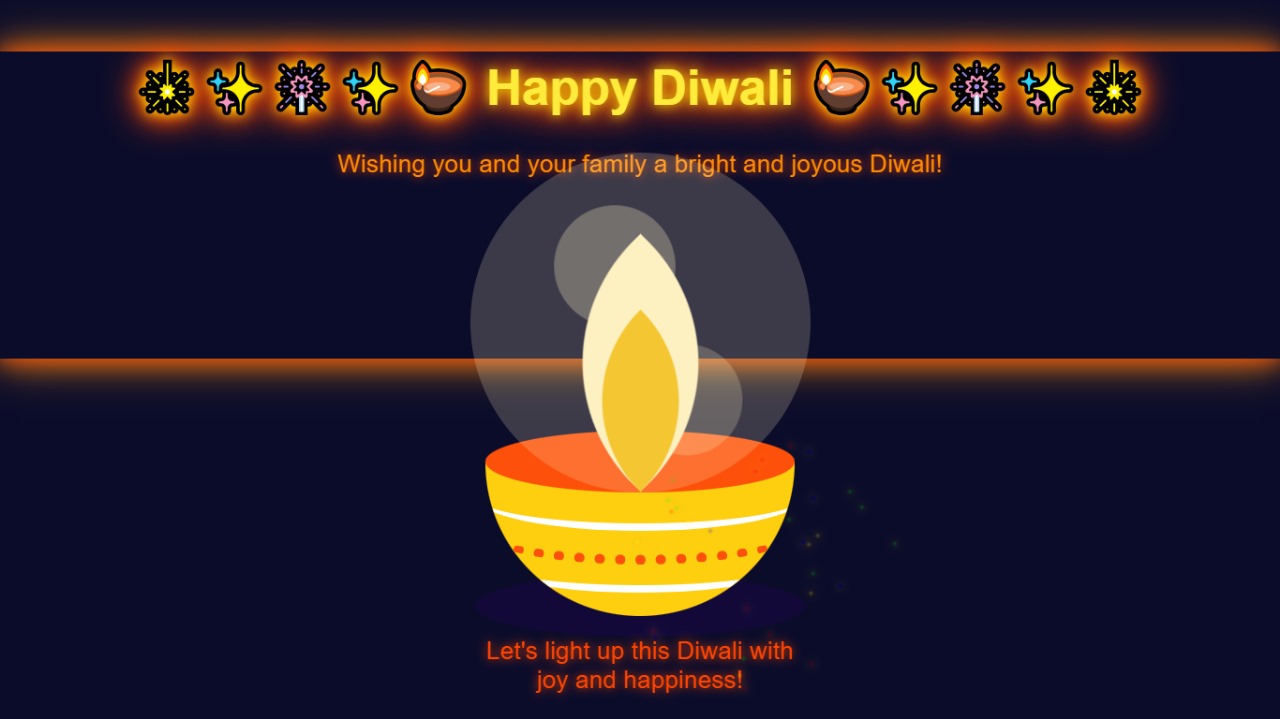 Happy Diwali
Wishing you and your family a bright and joyous Diwali!
Let's light up this Diwali with
joy and happiness!